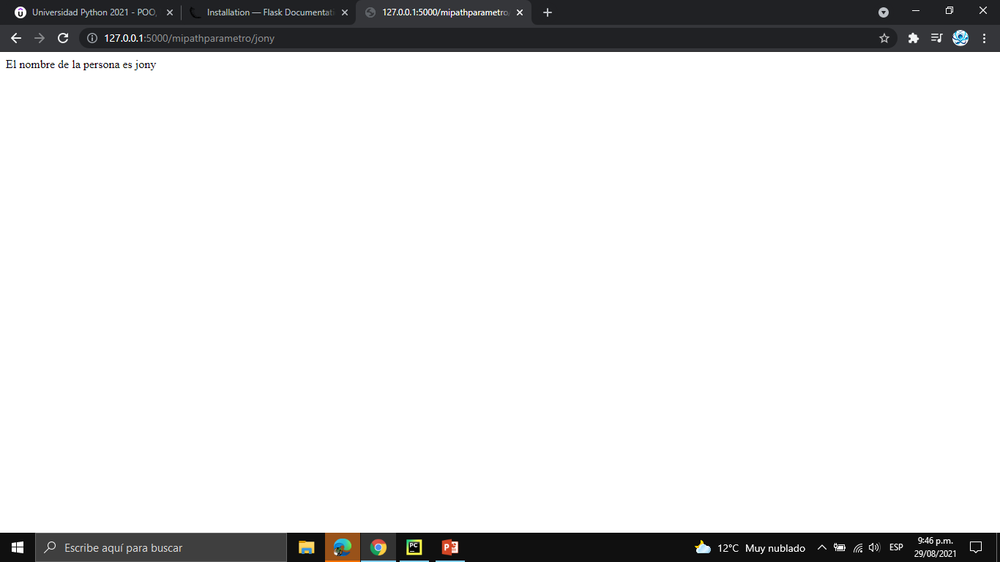 Universidad Python 2021 - POO,
Installation — Flask Documentati
127.0.0.1:5000/mipathparametro/
127.0.0.1:5000/mipathparametro/jony
El nombre de la persona es jony
Escribe aquí para buscar
PC
P
12°C Muy nublado
ESP
9:46 p.m.
29/08/2021